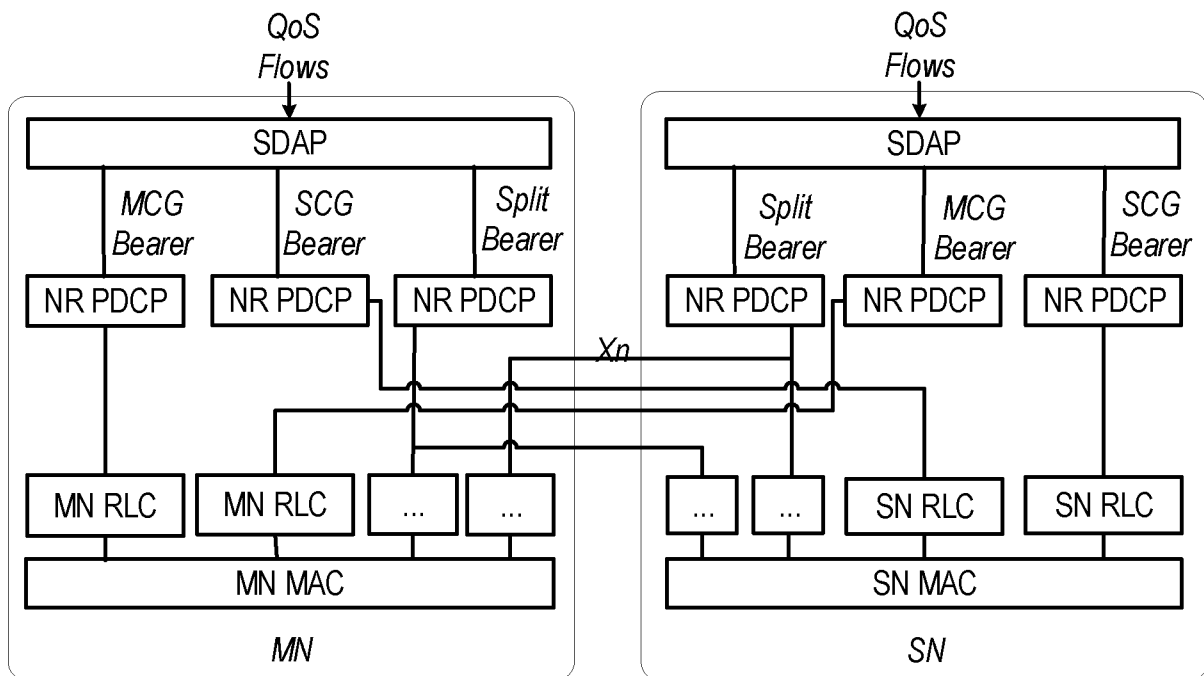 QoS
Flows
QoS
Flows
SDAP
SDAP
MCG
Bearer
SCG
Bearer
Split
Bearer
Split
Bearer
MCG
Bearer
SCG
Bearer
NR PDCP
NR PDCP
NR PDCP
NR PDCP
NR PDCP
NR PDCP
Xn
MN RLC
MN RLC
...
...
...
...
SN RLC
SN RLC
MN MAC
SN MAC
MN
SN